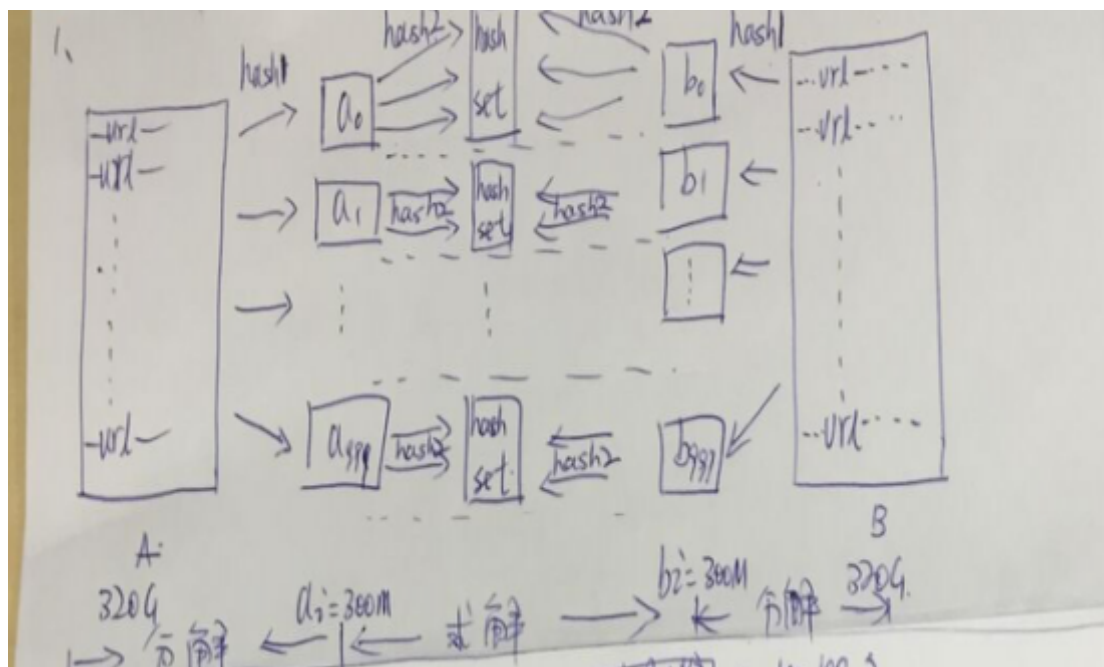 1、
hash2 hash hash2 hash1
hash1 a0 set b0 ...url....
url ...url...
url
a1 hash2 hash set hash2 b1
url a999 hash2 hash set hash2 b999 ...url....
A B
320G ai=300M bi=300M 320G
分解 求解 分解